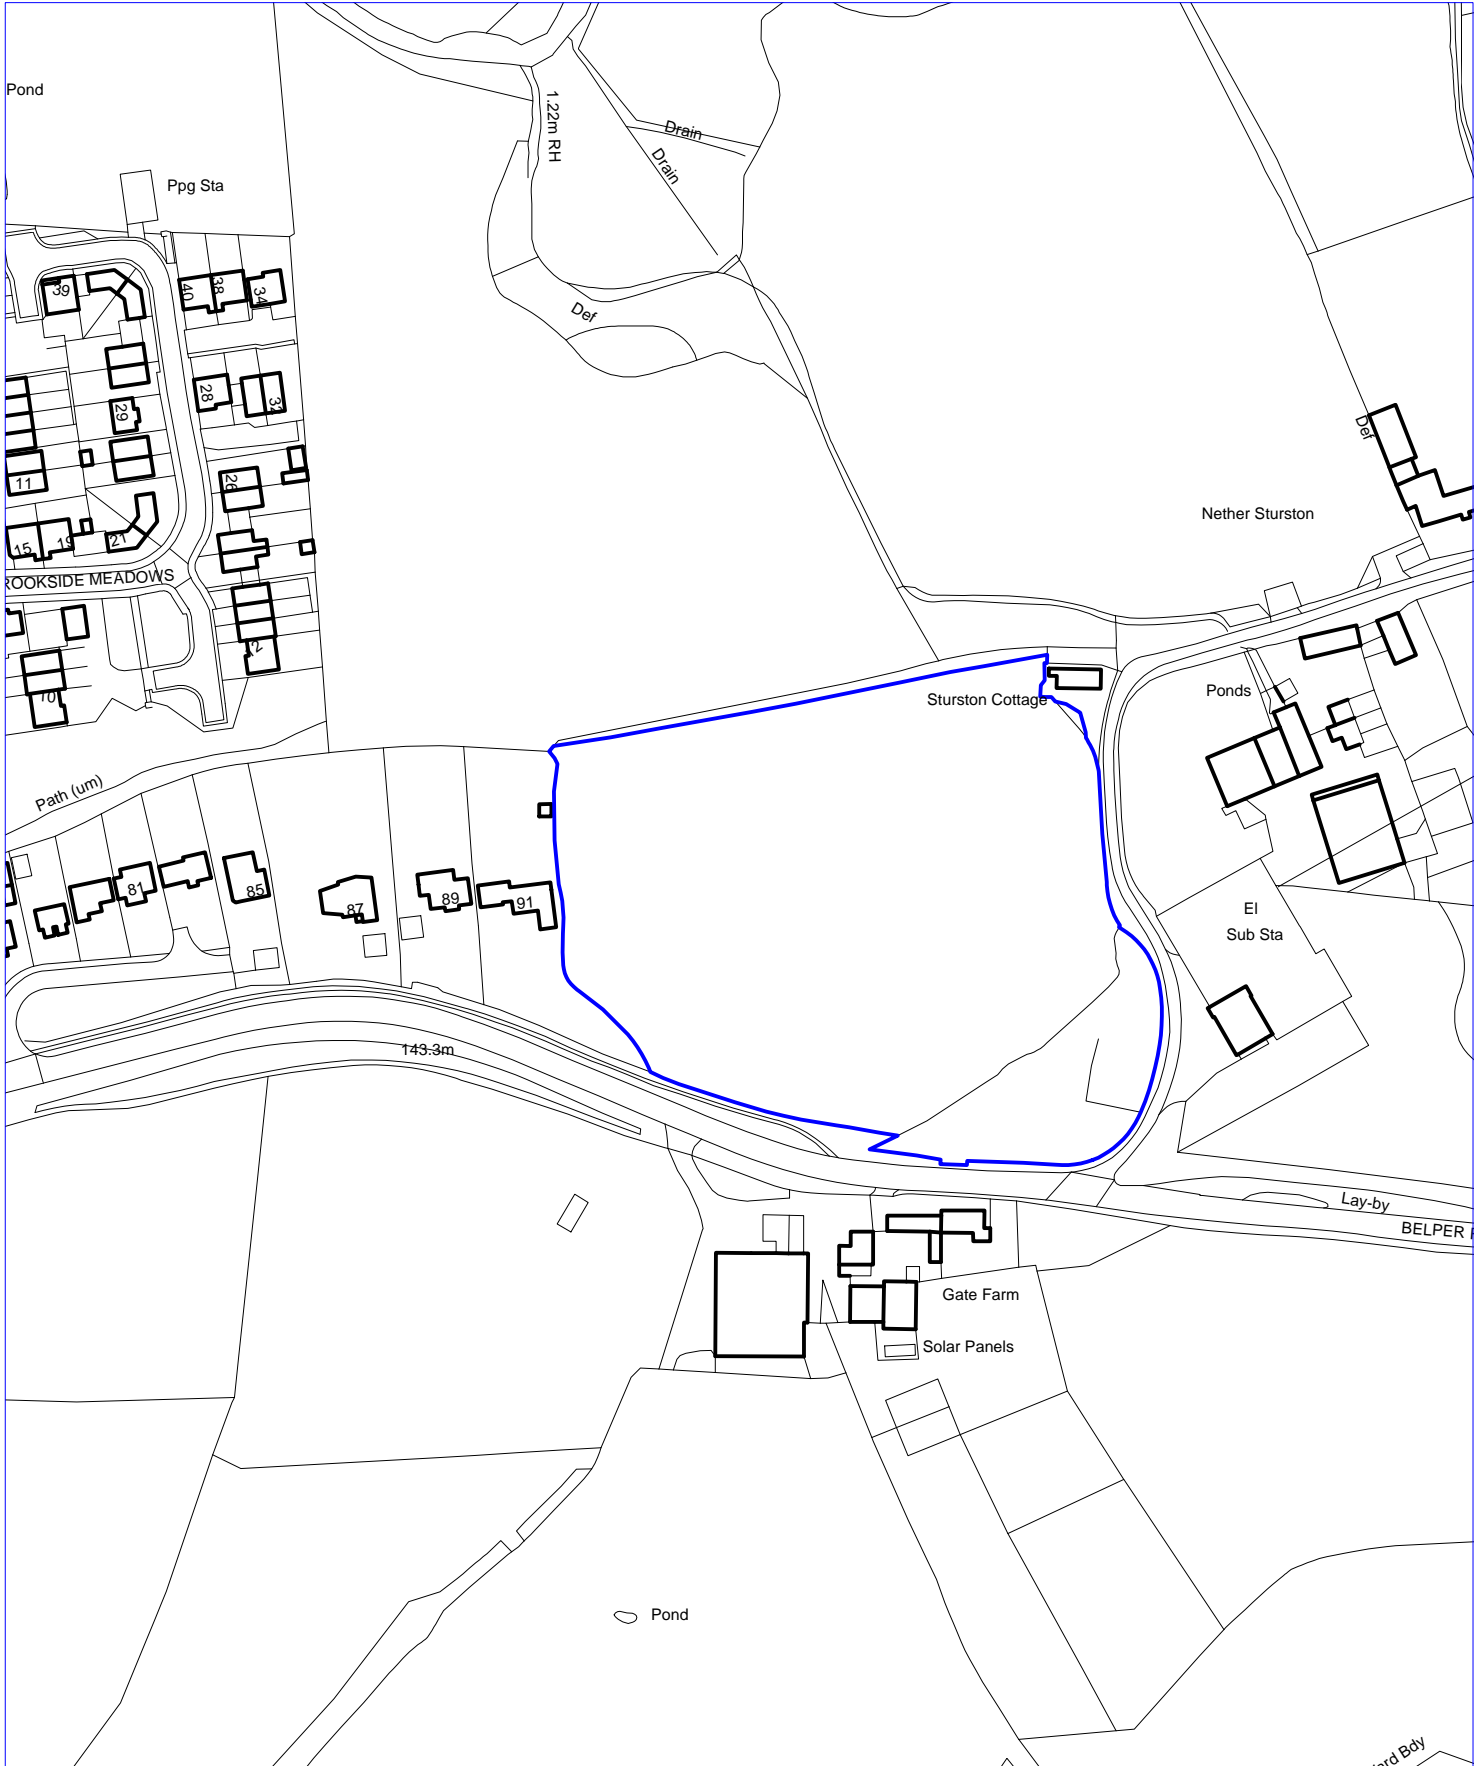 Pond
1.22m RH
Drain
Drain
Ppg Sta
39
40
38
34
Def
28
32
29
Def
11
26
Nether Sturston
15
19
21
ROOKSIDE MEADOWS
12
10
Ponds
Sturston Cottage
Path (um)
81
85
87
89
91
El
Sub Sta
143.3m
Lay-by
BELPER
Gate Farm
Solar Panels
Pond
ard Bdy